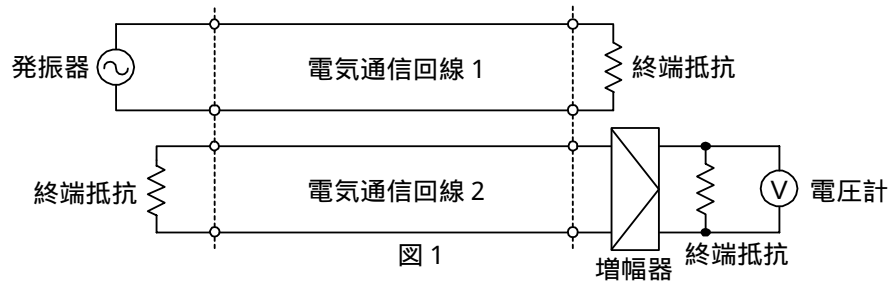 発振器
電気通信回線 1
終端抵抗
終端抵抗
電気通信回線 2
V
電圧計
図 1
増幅器
終端抵抗